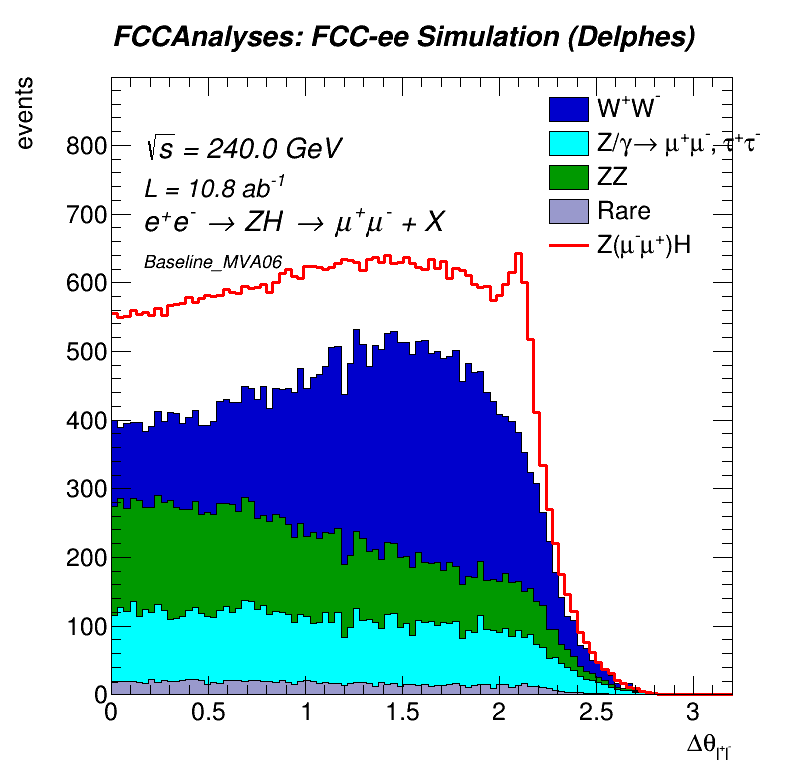 FCCAnalyses: FCC-ee Simulation (Delphes)
events
√s = 240.0 GeV
L = 10.8 ab⁻¹
e⁺e⁻ → ZH → μ⁺μ⁻ + X
Baseline_MVA06
W⁺W⁻
Z/γ→ μ⁺μ⁻, τ⁺τ⁻
ZZ
Rare
Z(μ⁻μ⁺)H
800
700
600
500
400
300
200
100
0
0 0.5 1 1.5 2 2.5 3
Δθ_l⁺l⁻